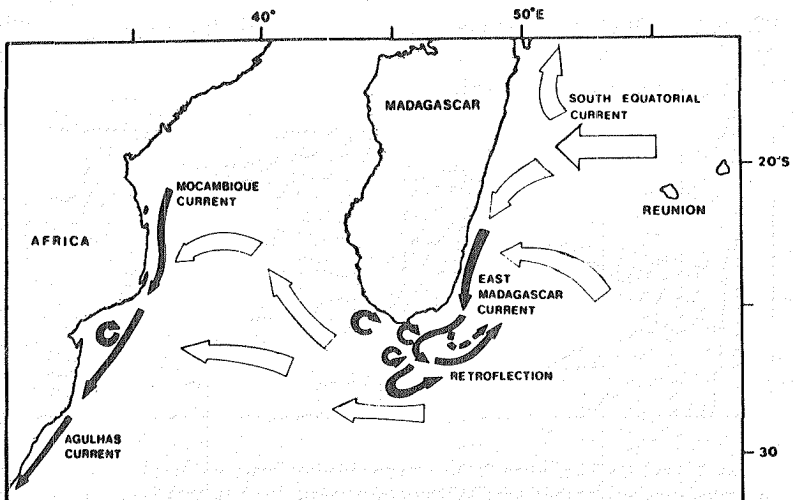 40°
50°E
MADAGASCAR
SOUTH EQUATORIAL
CURRENT
20°S
MOCAMBIQUE
CURRENT
REUNION
AFRICA
EAST
MADAGASCAR
CURRENT
RETROFLECTION
AGULHAS
CURRENT
30